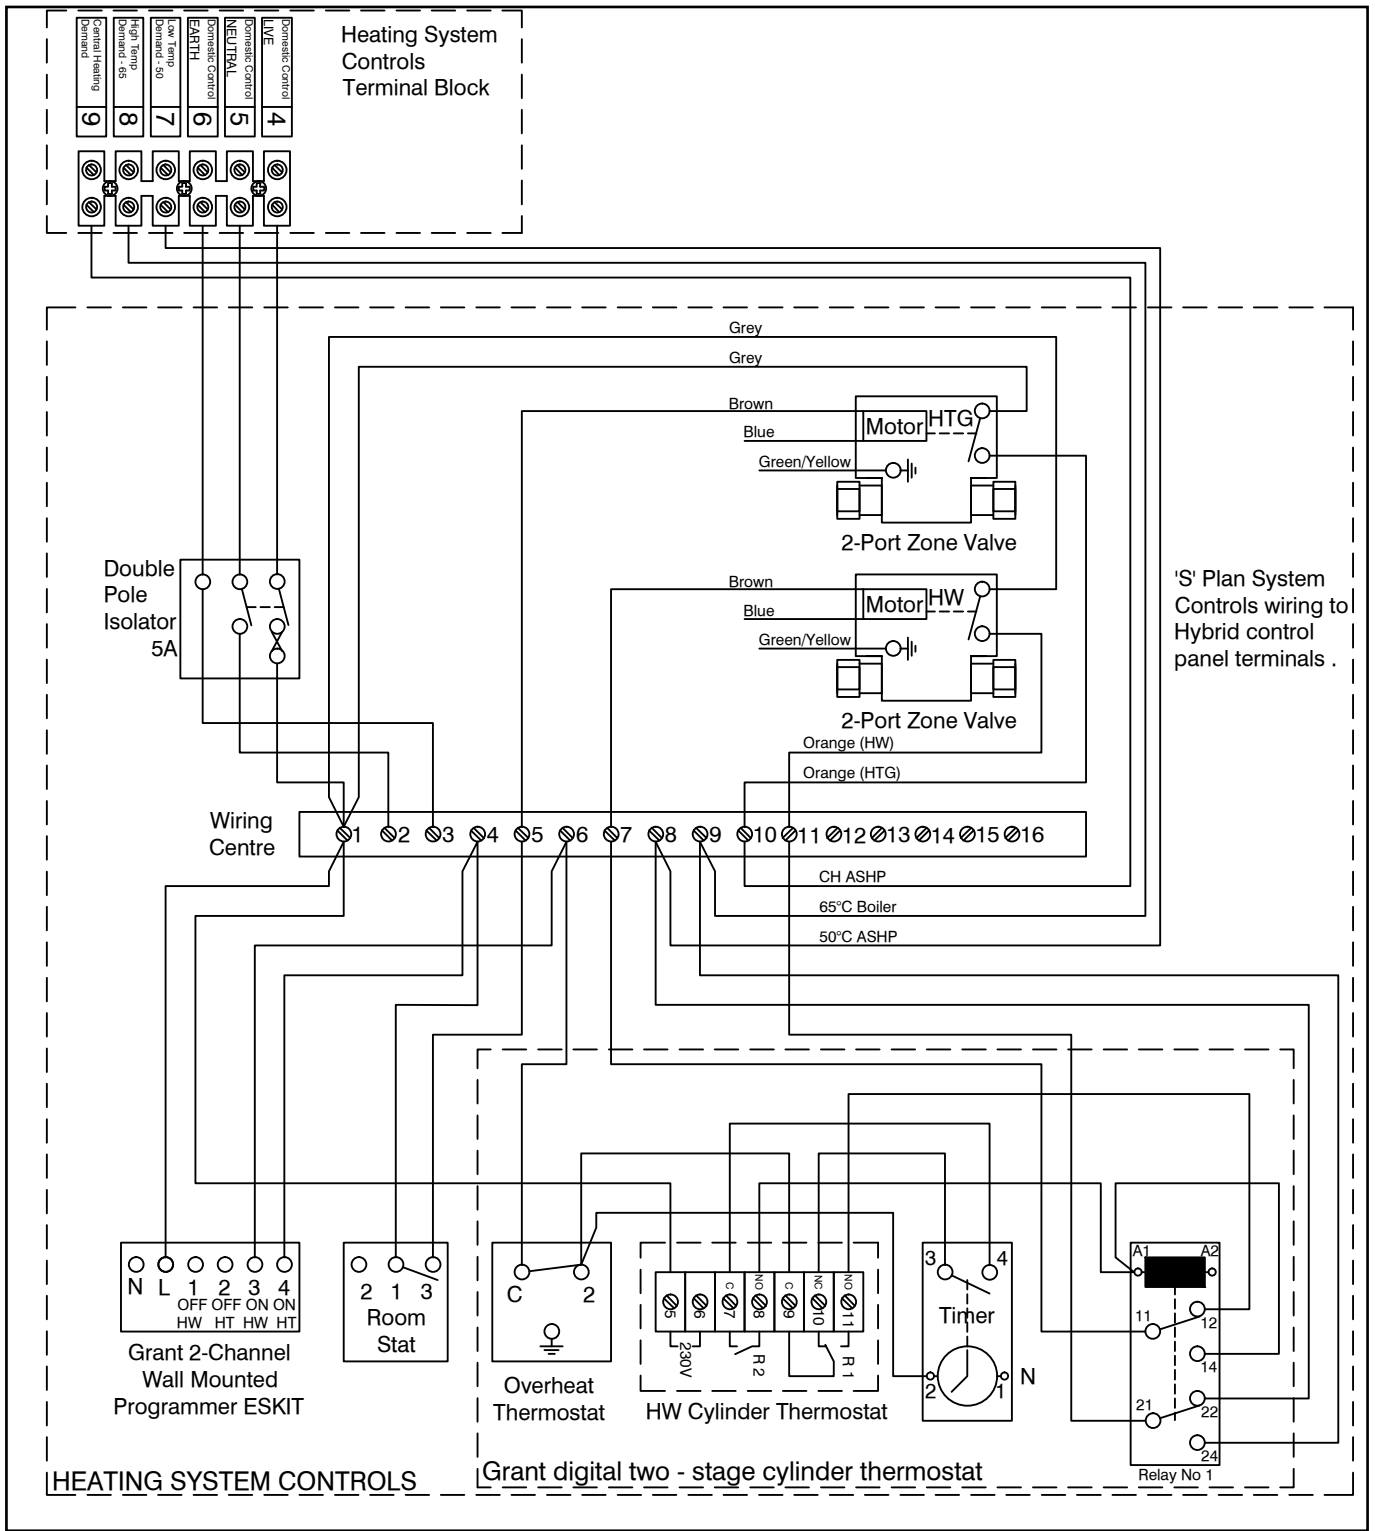 Central Heating
Demand
9
High Temp
Demand - 65
8
Low Temp
Demand - 50
7
Domestic Control
EARTH
6
Domestic Control
NEUTRAL
5
Domestic Control
LIVE
4
Heating System
Controls
Terminal Block
Grey
Grey
Brown
Blue
Green/Yellow
Motor
HTG
2-Port Zone Valve
Double
Pole
Isolator
5A
Brown
Blue
Green/Yellow
Motor
HW
2-Port Zone Valve
'S' Plan System
Controls wiring to
Hybrid control
panel terminals .
Orange (HW)
Orange (HTG)
Wiring
Centre
1 2 3 4 5 6 7 8 9 10 11 12 13 14 15 16
CH ASHP
65°C Boiler
50°C ASHP
N L 1 2 3 4
OFF OFF ON ON
HW HT HW HT
Grant 2-Channel
Wall Mounted
Programmer ESKIT
2 1 3
Room
Stat
C 2
Overheat
Thermostat
C NO C NC NO
5 6 7 8 9 10 11
230V
R 2
R 1
HW Cylinder Thermostat
3 4
Timer
2 1
N
A1 A2
11
12
14
21
22
24
Relay No 1
HEATING SYSTEM CONTROLS
Grant digital two - stage cylinder thermostat